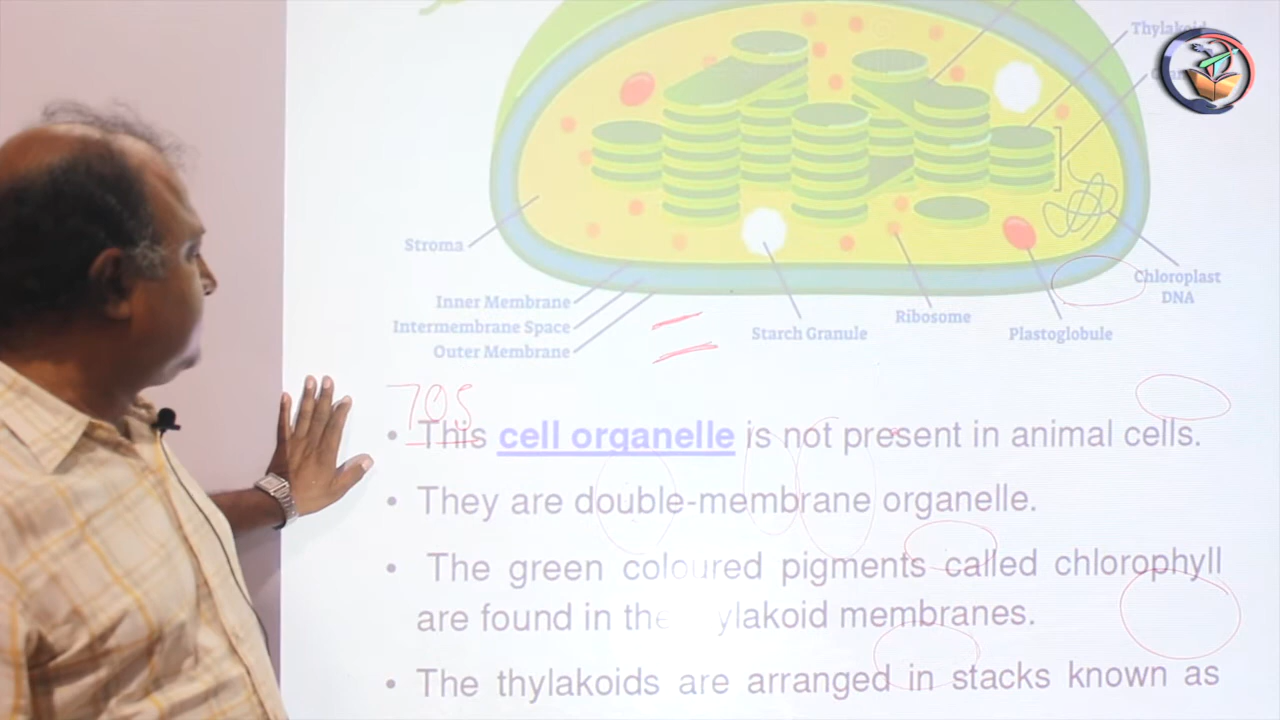 Thylakoid
Stroma
Chloroplast
DNA
Inner Membrane
Intermembrane Space
Outer Membrane
Starch Granule
Ribosome
Plastoglobule
70S
• This cell organelle is not present in animal cells.
• They are double-membrane organelle.
• The green coloured pigments called chlorophyll
are found in the ylakoid membranes.
• The thylakoids are arranged in stacks known as